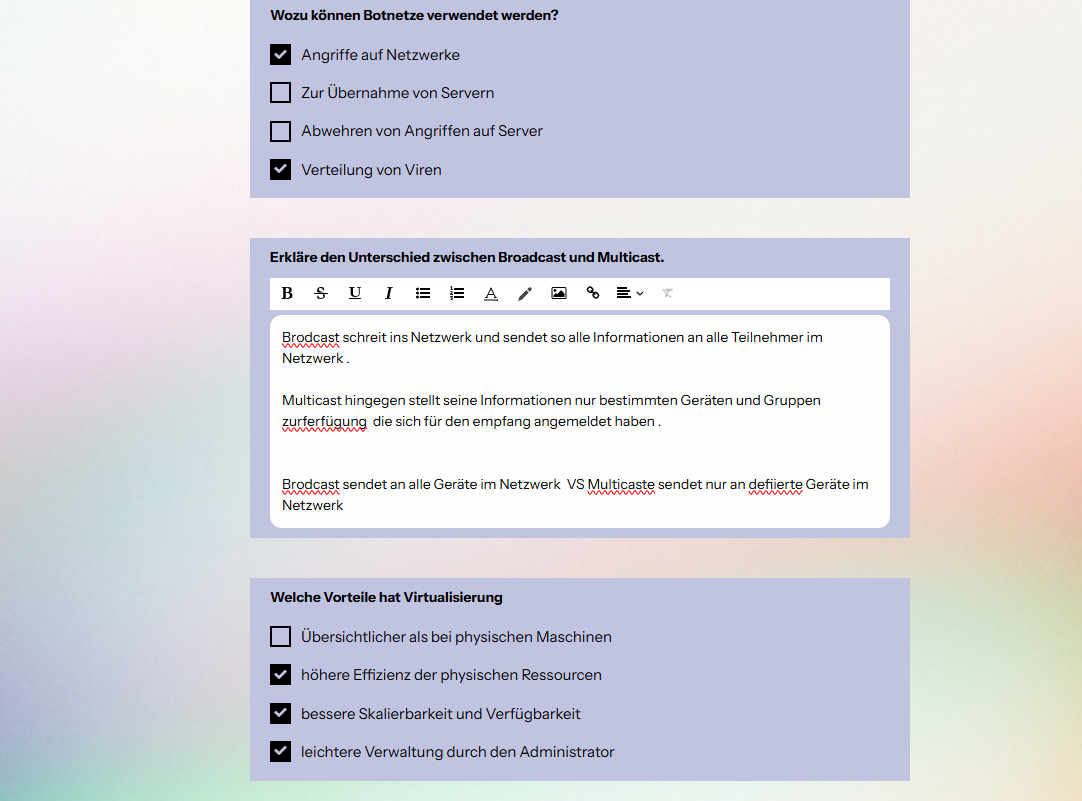 Wozu können Botnetze verwendet werden?
Angriffe auf Netzwerke
Zur Übernahme von Servern
Abwehren von Angriffen auf Server
Verteilung von Viren
Erkläre den Unterschied zwischen Broadcast und Multicast.
B S U I A
Brodcast schreit ins Netzwerk und sendet so alle Informationen an alle Teilnehmer im
Netzwerk .
Multicast hingegen stellt seine Informationen nur bestimmten Geräten und Gruppen
zurferfügung  die sich für den empfang angemeldet haben .
Brodcast sendet an alle Geräte im Netzwerk  VS Multicaste sendet nur an defiierte Geräte im
Netzwerk
Welche Vorteile hat Virtualisierung
Übersichtlicher als bei physischen Maschinen
höhere Effizienz der physischen Ressourcen
bessere Skalierbarkeit und Verfügbarkeit
leichtere Verwaltung durch den Administrator